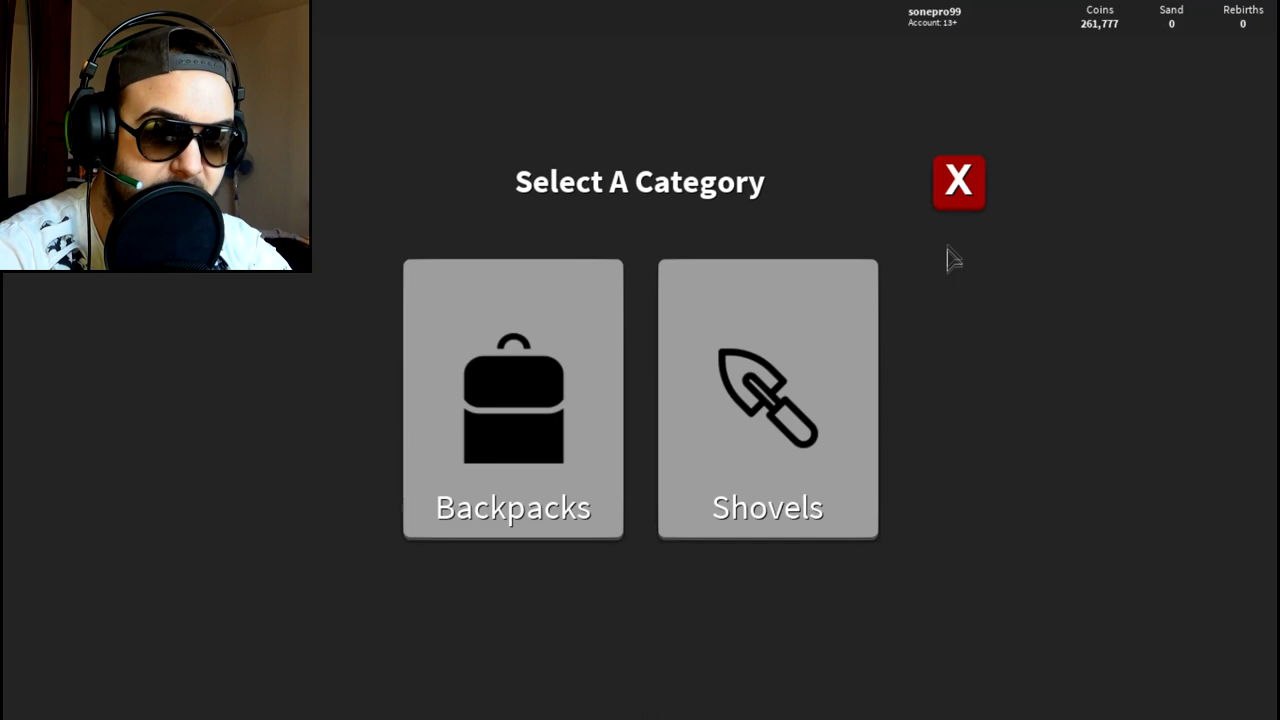 sonepro99
Account: 13+
Coins
261,777
Sand
0
Rebirths
0
Select A Category
X
Backpacks
Shovels